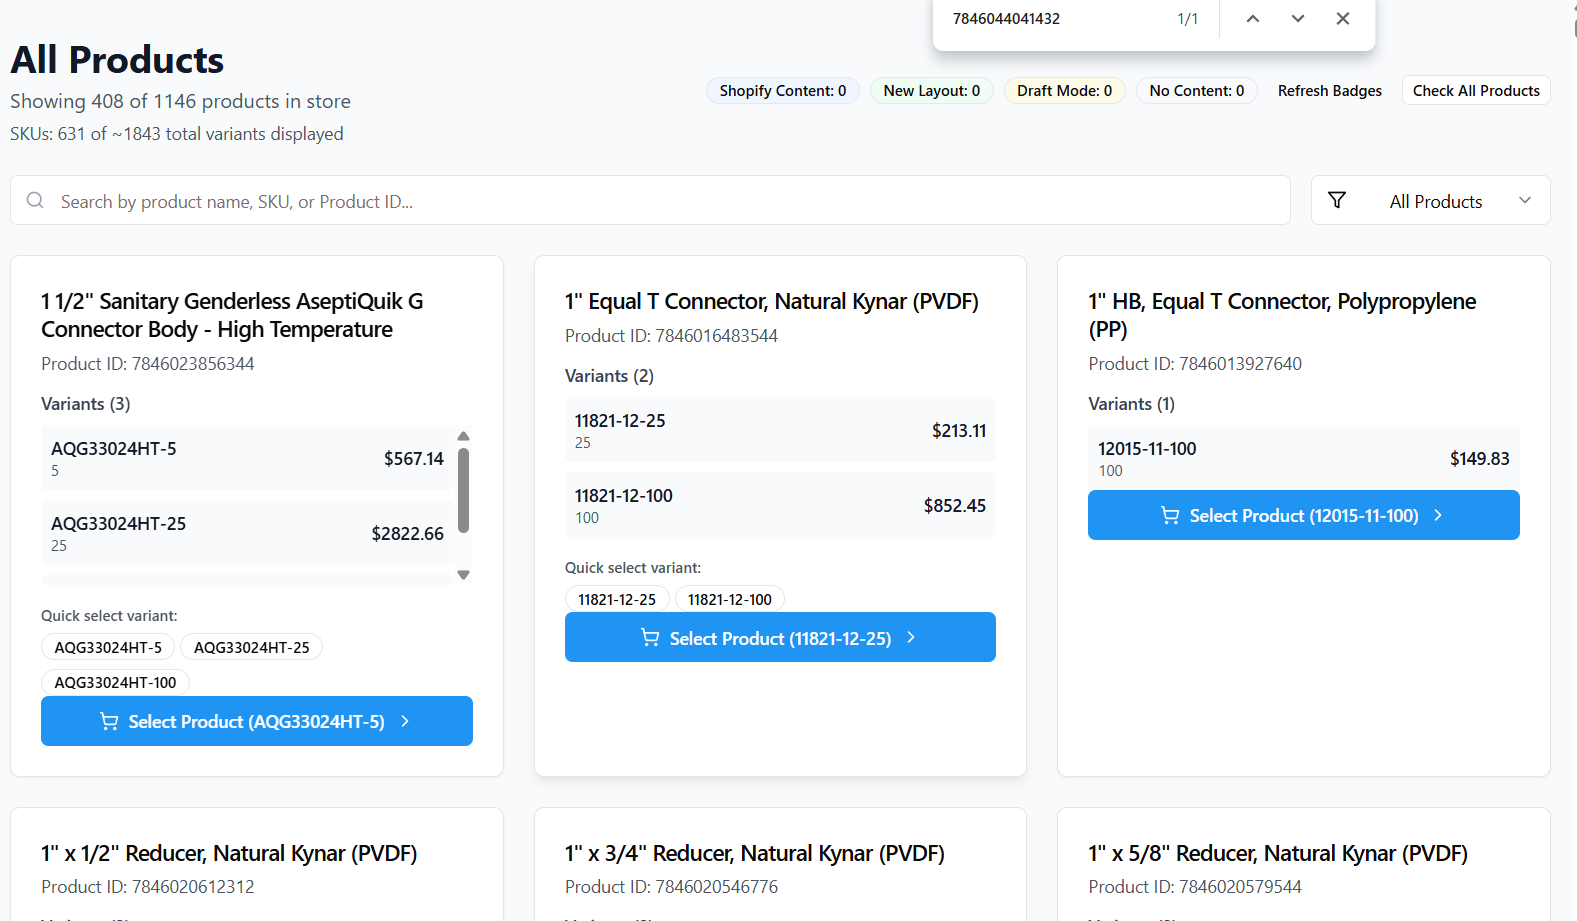 7846044041432 1/1
All Products
Showing 408 of 1146 products in store
SKUs: 631 of ~1843 total variants displayed
Shopify Content: 0 New Layout: 0 Draft Mode: 0 No Content: 0 Refresh Badges Check All Products
Search by product name, SKU, or Product ID...
All Products
1 1/2" Sanitary Genderless AseptiQuik G
Connector Body - High Temperature
Product ID: 7846023856344
Variants (3)
AQG33024HT-5
5
$567.14
AQG33024HT-25
25
$2822.66
Quick select variant:
AQG33024HT-5 AQG33024HT-25
AQG33024HT-100
Select Product (AQG33024HT-5)
1" Equal T Connector, Natural Kynar (PVDF)
Product ID: 7846016483544
Variants (2)
11821-12-25
25
$213.11
11821-12-100
100
$852.45
Quick select variant:
11821-12-25 11821-12-100
Select Product (11821-12-25)
1" HB, Equal T Connector, Polypropylene
(PP)
Product ID: 7846013927640
Variants (1)
12015-11-100
100
$149.83
Select Product (12015-11-100)
1" x 1/2" Reducer, Natural Kynar (PVDF)
Product ID: 7846020612312
1" x 3/4" Reducer, Natural Kynar (PVDF)
Product ID: 7846020546776
1" x 5/8" Reducer, Natural Kynar (PVDF)
Product ID: 7846020579544